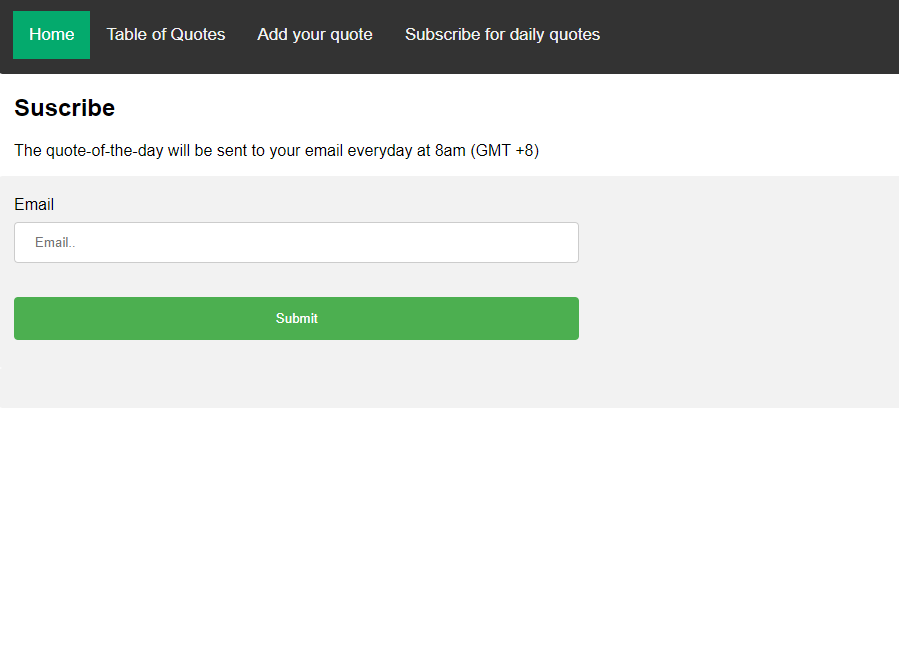 Home Table of Quotes Add your quote Subscribe for daily quotes
Suscribe
The quote-of-the-day will be sent to your email everyday at 8am (GMT +8)
Email
Email..
Submit